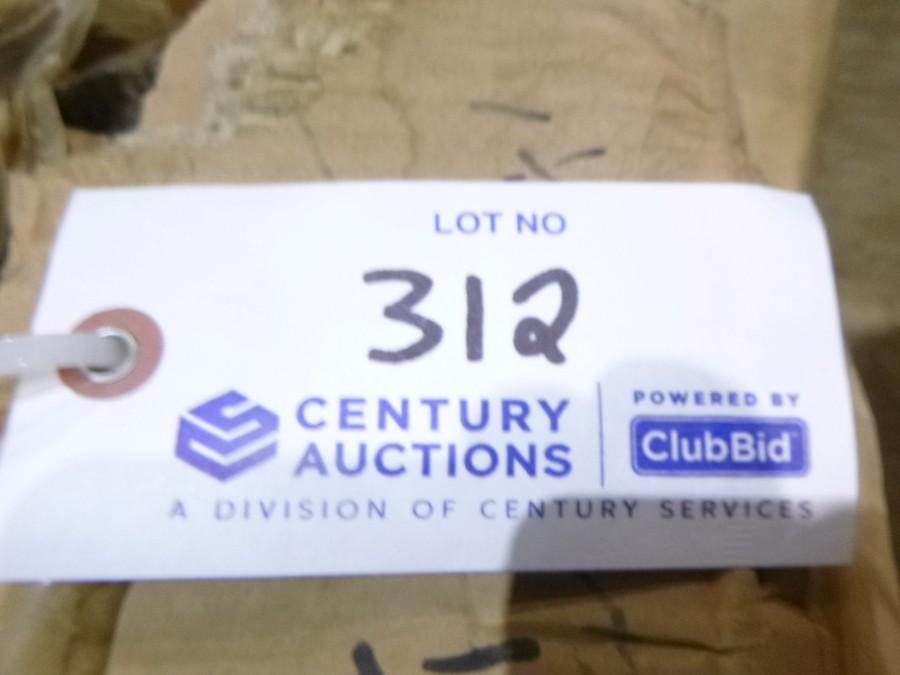 LOT NO
312
CENTURY AUCTIONS
POWERED BY
ClubBid
A DIVISION OF CENTURY SERVICES